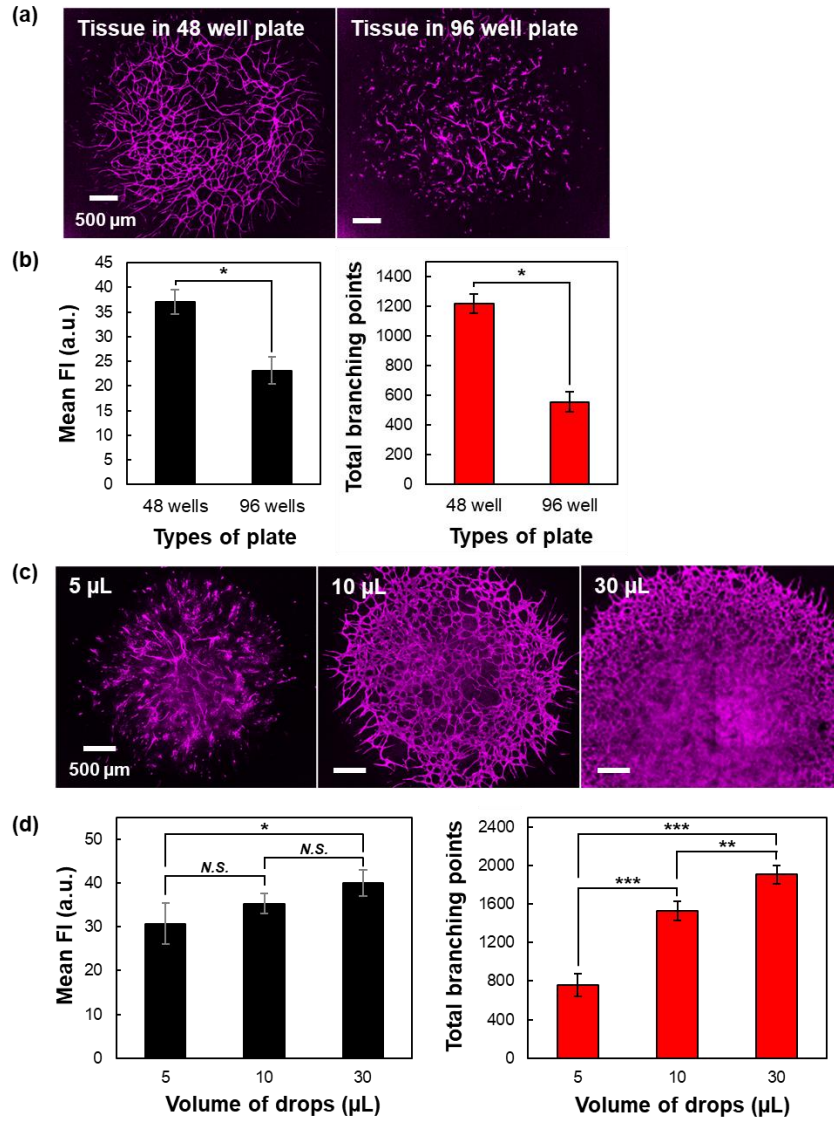 (a)
Tissue in 48 well plate
Tissue in 96 well plate
500 µm
(b)
45
40
35
30
25
20
15
10
5
0
Mean FI (a.u.)
*
48 wells
96 wells
Types of plate
1400
1200
1000
800
600
400
200
0
Total branching points
*
48 well
96 well
Types of plate
(c)
5 µL
10 µL
30 µL
500 µm
(d)
50
40
30
20
10
0
Mean FI (a.u.)
*
N.S.
N.S.
5
10
30
Volume of drops (µL)
2400
2000
1600
1200
800
400
0
Total branching points
***
**
***
5
10
30
Volume of drops (µL)